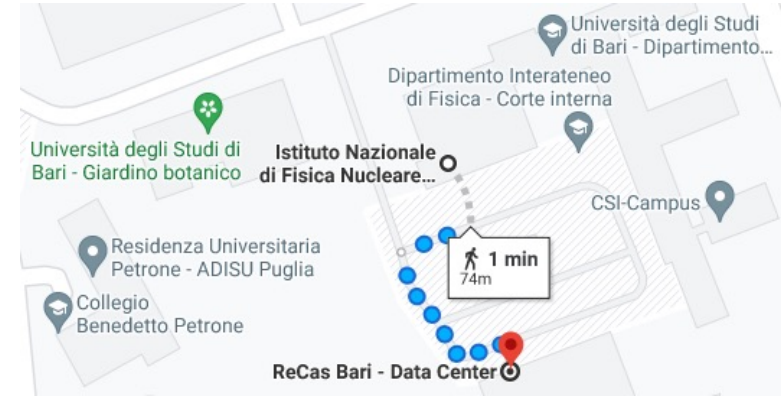 Università degli Studi
di Bari - Dipartimento...
Dipartimento Interateneo
di Fisica - Corte interna
Università degli Studi di
Bari - Giardino botanico
Istituto Nazionale
di Fisica Nucleare...
CSI-Campus
Residenza Universitaria
Petrone - ADISU Puglia
1 min
74m
Collegio
Benedetto Petrone
ReCas Bari - Data Center